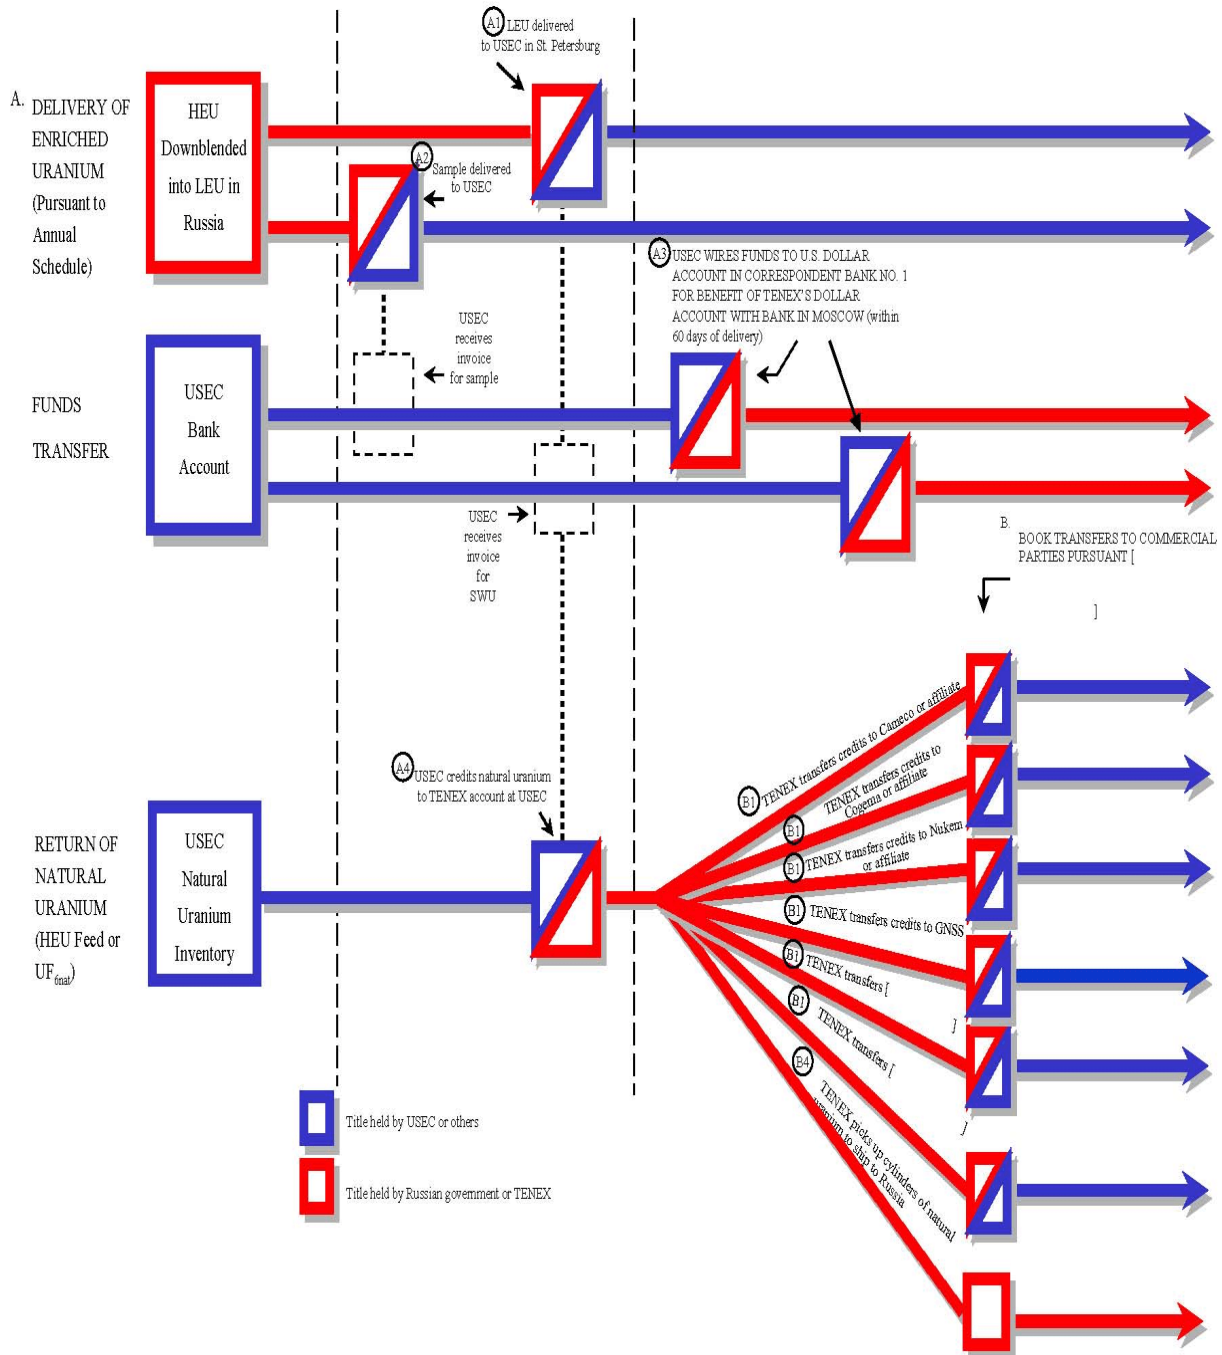 A1 LEU delivered
to USEC in St. Petersburg
A. DELIVERY OF
ENRICHED
URANIUM
(Pursuant to
Annual
Schedule)
HEU
Downblended
into LEU in
Russia
A2 Sample delivered
to USEC
A3 USEC WIRES FUNDS TO U.S. DOLLAR
ACCOUNT IN CORRESPONDENT BANK NO. 1
FOR BENEFIT OF TENEX'S DOLLAR
ACCOUNT WITH BANK IN MOSCOW (within
60 days of delivery)
USEC
receives
invoice
for sample
FUNDS
TRANSFER
USEC
Bank
Account
USEC
receives
invoice
for
SWU
B.
BOOK TRANSFERS TO COMMERCIAL
PARTIES PURSUANT [
]
A4 USEC credits natural uranium
to TENEX account at USEC
RETURN OF
NATURAL
URANIUM
(HEU Feed or
UF6nat)
USEC
Natural
Uranium
Inventory
B1 TENEX transfers credits to Cameco or affiliate
B1 TENEX transfers credits to
Cogema or affiliate
B1 TENEX transfers credits to Nukem
or affiliate
B1 TENEX transfers credits to GNSS
B1 TENEX transfers [
]
B1 TENEX transfers [
]
B4 TENEX picks up cylinders of natural
uranium to ship to Russia
Title held by USEC or others
Title held by Russian government or TENEX